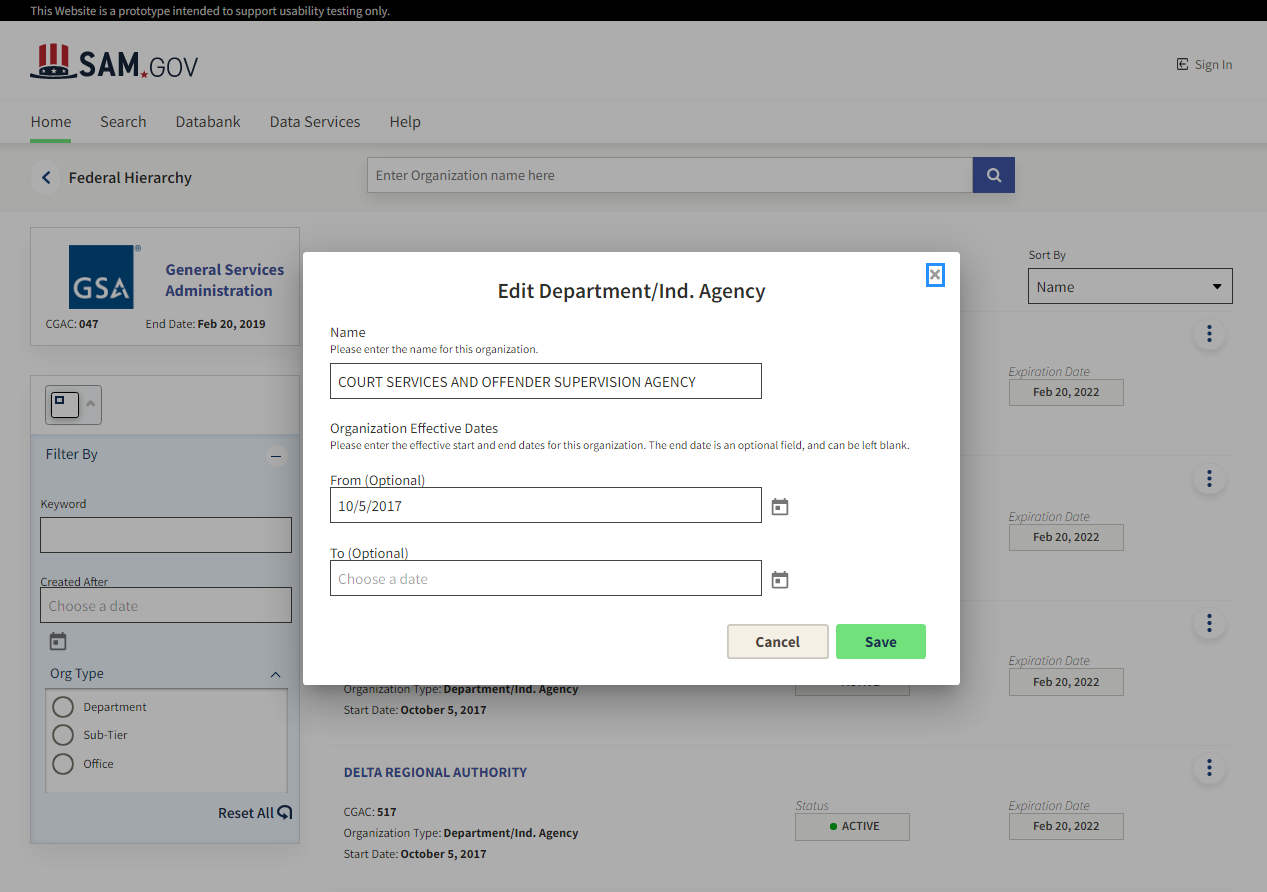 This Website is a prototype intended to support usability testing only.
SAM.GOV
Sign In
Home Search Databank Data Services Help
Federal Hierarchy
Enter Organization name here
GSA
®
General Services
Administration
CGAC: 047 End Date: Feb 20, 2019
Filter By
Keyword
Created After
Choose a date
Org Type
Department
Sub-Tier
Office
Reset All
Sort By
Name
Edit Department/Ind. Agency
Name
Please enter the name for this organization.
COURT SERVICES AND OFFENDER SUPERVISION AGENCY
Organization Effective Dates
Please enter the effective start and end dates for this organization. The end date is an optional field, and can be left blank.
From (Optional)
10/5/2017
To (Optional)
Choose a date
Cancel Save
Expiration Date
Feb 20, 2022
Expiration Date
Feb 20, 2022
Expiration Date
Feb 20, 2022
Organization Type: Department/Ind. Agency
Start Date: October 5, 2017
DELTA REGIONAL AUTHORITY
CGAC: 517
Organization Type: Department/Ind. Agency
Start Date: October 5, 2017
Status
ACTIVE
Expiration Date
Feb 20, 2022